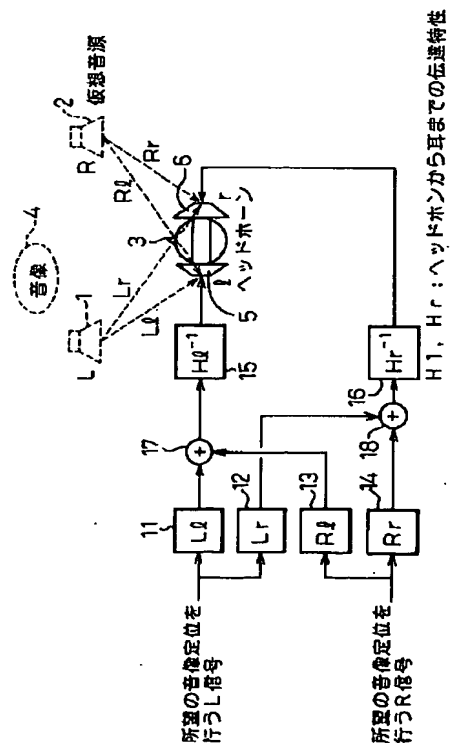 4
音像
L
1
R
2
仮想音源
Lℓ
Lr
Rℓ
Rr
3
6
ℓ
r
5
ヘッドホーン
所望の音像定位を
行うL信号
11
Lℓ
12
Lr
17
+
Hℓ⁻¹
15
所望の音像定位を
行うR信号
13
Rℓ
14
Rr
18
+
Hr⁻¹
16
Hl, Hr:ヘッドホンから耳までの伝達特性